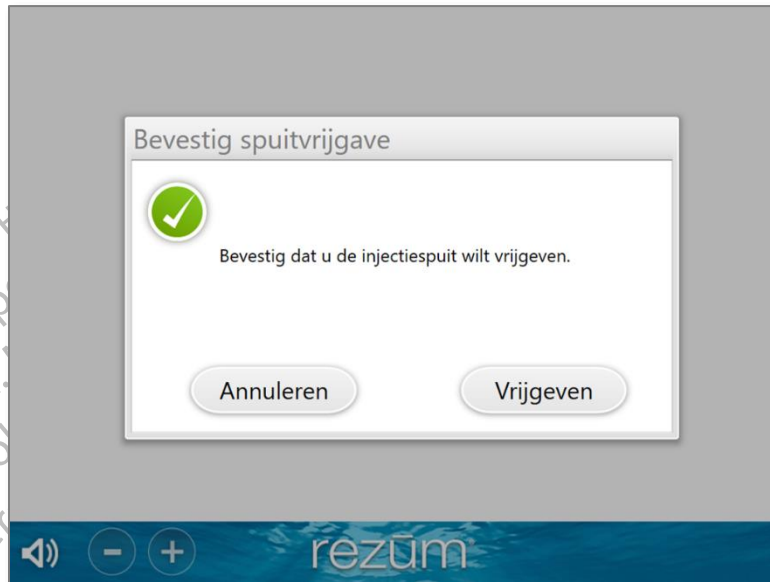 Bevestig spuitvrijgave
Bevestig dat u de injectiespuit wilt vrijgeven.
Annuleren
Vrijgeven
rezūm